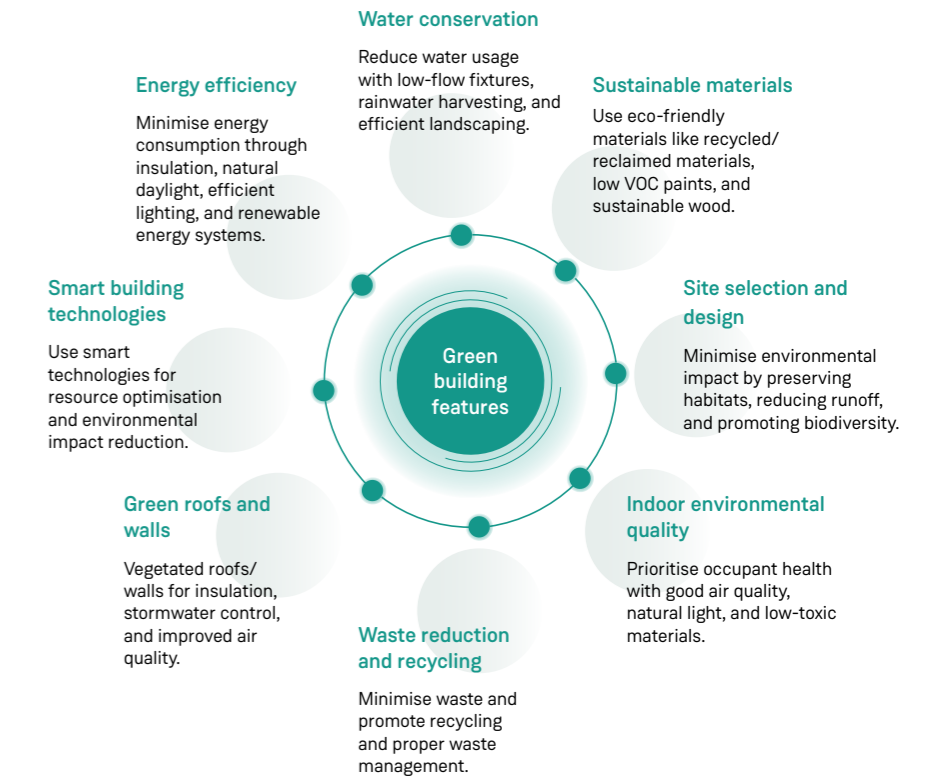 Water conservation
Reduce water usage
with low-flow fixtures,
rainwater harvesting, and
efficient landscaping.
Sustainable materials
Use eco-friendly
materials like recycled/
reclaimed materials,
low VOC paints, and
sustainable wood.
Site selection and
design
Minimise environmental
impact by preserving
habitats, reducing runoff,
and promoting biodiversity.
Indoor environmental
quality
Prioritise occupant health
with good air quality,
natural light, and low-toxic
materials.
Waste reduction
and recycling
Minimise waste and
promote recycling
and proper waste
management.
Green roofs and
walls
Vegetated roofs/
walls for insulation,
stormwater control,
and improved air
quality.
Smart building
technologies
Use smart
technologies for
resource optimisation
and environmental
impact reduction.
Energy efficiency
Minimise energy
consumption through
insulation, natural
daylight, efficient
lighting, and renewable
energy systems.
Green
building
features